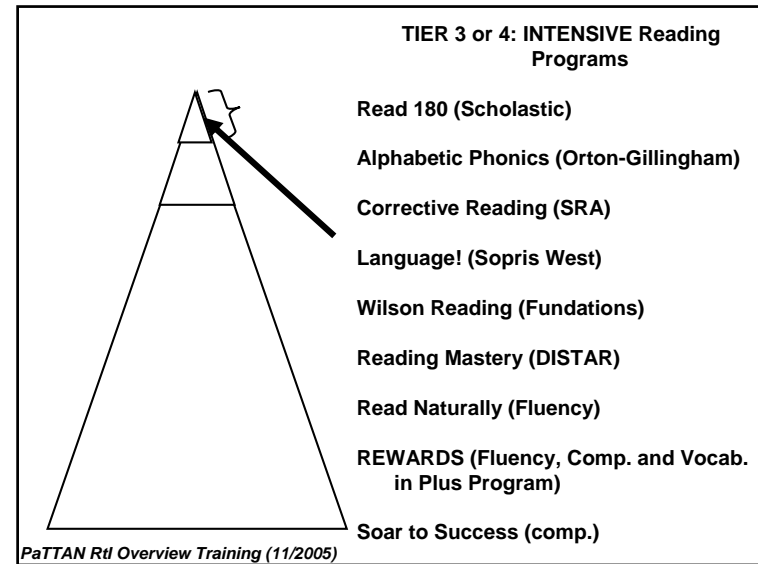 TIER 3 or 4: INTENSIVE Reading
Programs
Read 180 (Scholastic)
Alphabetic Phonics (Orton-Gillingham)
Corrective Reading (SRA)
Language! (Sopris West)
Wilson Reading (Fundations)
Reading Mastery (DISTAR)
Read Naturally (Fluency)
REWARDS (Fluency, Comp. and Vocab.
in Plus Program)
Soar to Success (comp.)
PaTTAN RtI Overview Training (11/2005)